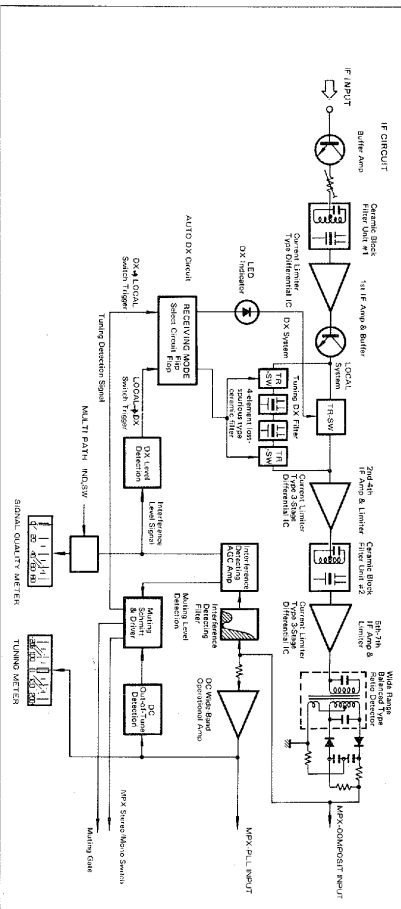 IF CIRCUIT
IF INPUT
Buffer Amp
Ceramic Block
Filter Unit #1
Current Limiter
Type Differential IC
1st IF Amp & Buffer
LOCAL
System
DX System
TR-SW
TR
-SW
Tuning DX Filter
4-element loss-
spurious type
ceramic filter
TR
-SW
2nd-4th
IF Amp & Limiter
Current Limiter
Type 3-Stage
Differential IC
Ceramic Block
Filter Unit #2
5th-7th
IF Amp &
Limiter
Current Limiter
Type 3-Stage
Differential IC
Wide Range
Balanced Type
Ratio Detector
MPX-COMPOSIT INPUT
AUTO DX Circuit
LED
DX Indicator
RECEIVING MODE
Select Circuit
Flip
Flop
DX→LOCAL
Switch Trigger
LOCAL→DX
Switch Trigger
Tuning Detection Signal
DX Level
Detection
Interference
Level Signal
Interference
Detecting
AGC Amp
Interference
Detecting
Filter
Muting Level
Detection
DC Wide-Band
Operational Amp
Muting
Schmitt
& Driver
DC
Out-of-Tune
Detection
MPX-PLL INPUT
MPX Stereo/Mono Switch
Muting Gate
MULTI PATH IND,SW
SIGNAL QUALITY METER
TUNING METER